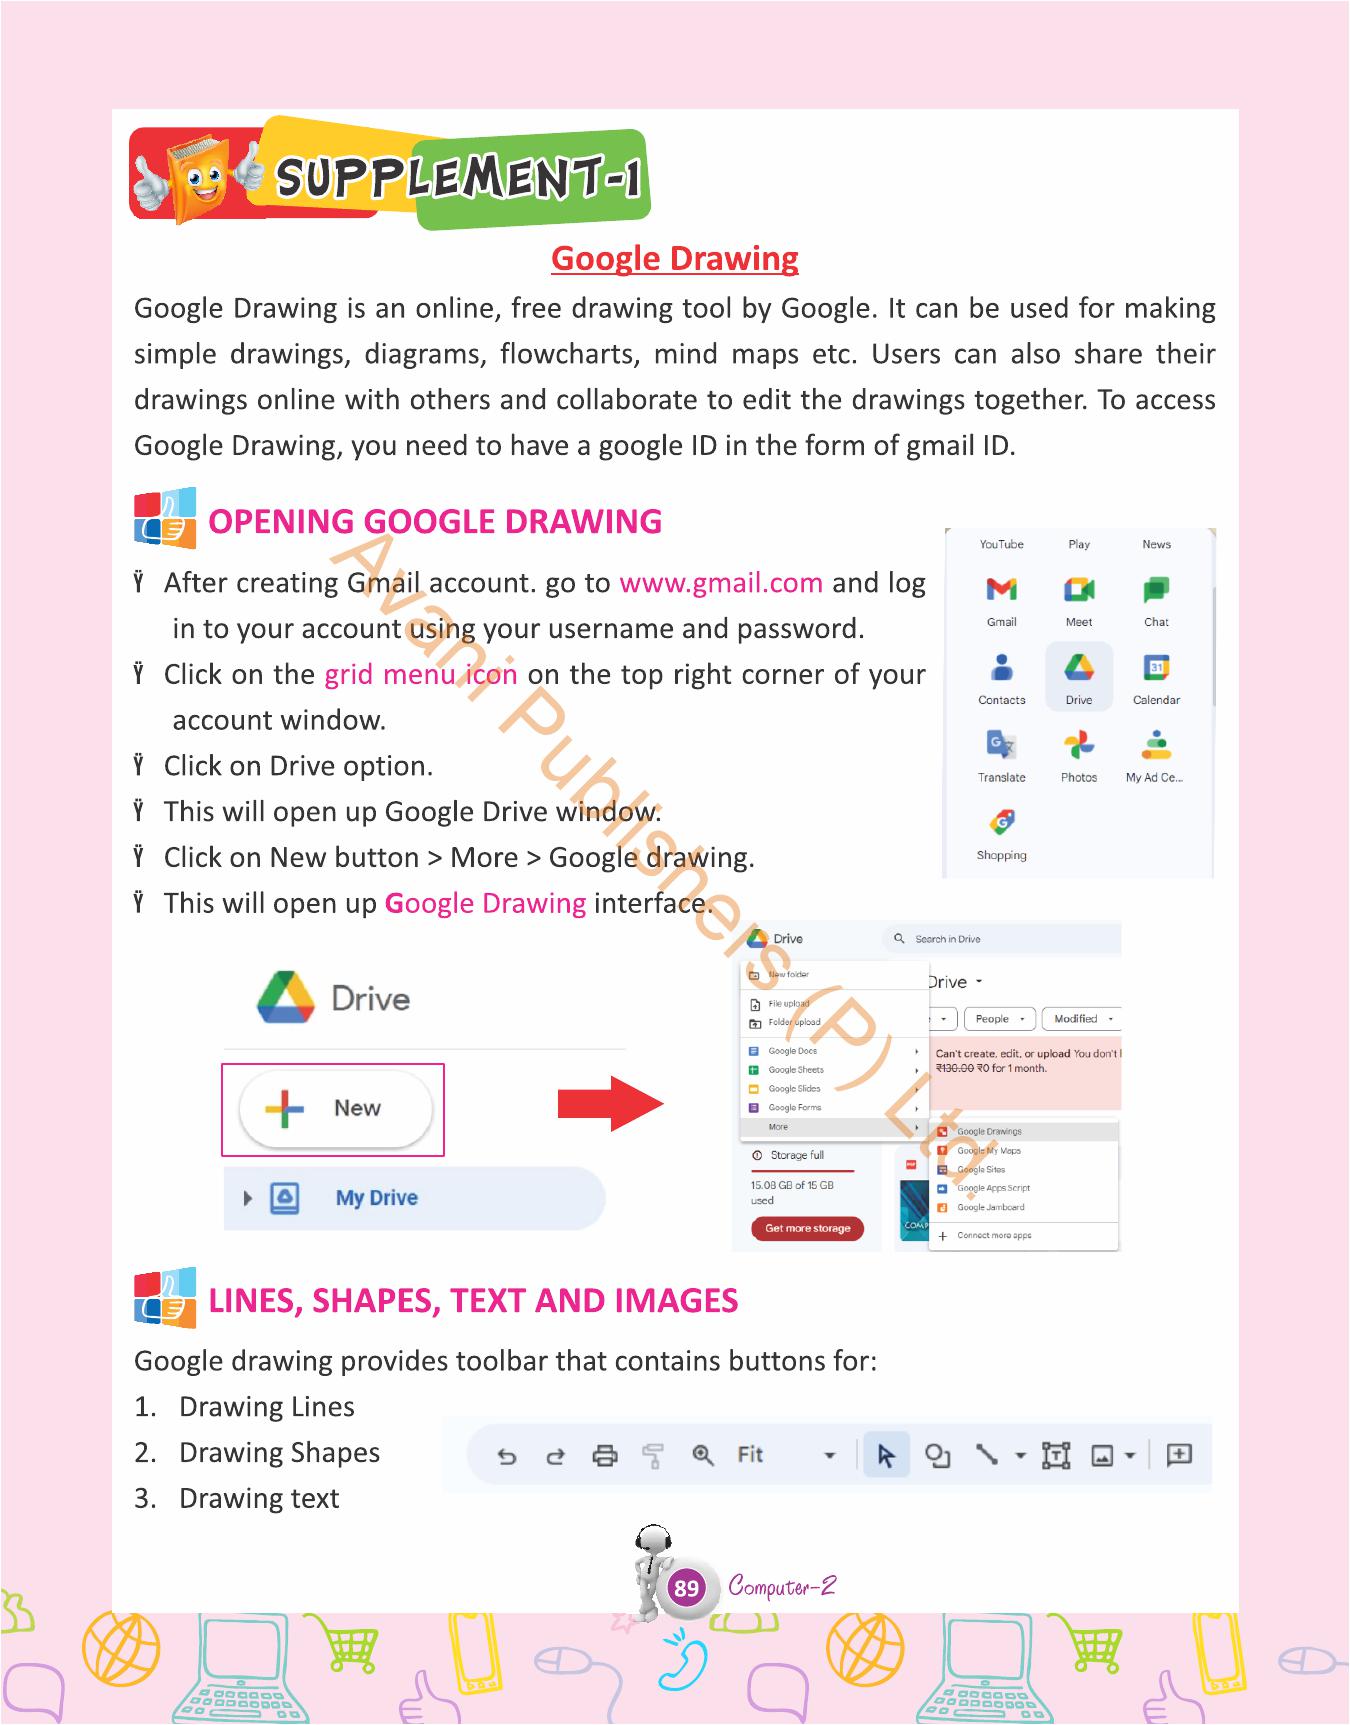 SUPPLEMENT-1
Google Drawing
Google Drawing is an online, free drawing tool by Google. It can be used for making
simple drawings, diagrams, flowcharts, mind maps etc. Users can also share their
drawings online with others and collaborate to edit the drawings together. To access
Google Drawing, you need to have a google ID in the form of gmail ID.
OPENING GOOGLE DRAWING
Ÿ After creating Gmail account. go to www.gmail.com and log
in to your account using your username and password.
Ÿ Click on the grid menu icon on the top right corner of your
account window.
Ÿ Click on Drive option.
Ÿ This will open up Google Drive window.
Ÿ Click on New button > More > Google drawing.
Ÿ This will open up Google Drawing interface.
YouTube Play News
Gmail Meet Chat
31
Contacts Drive Calendar
Translate Photos My Ad Ce...
Shopping
Avani Publishers (P) Ltd.
Drive
New
My Drive
Drive
Search in Drive
New folder
File upload
Folder upload
Google Docs
Google Sheets
Google Slides
Google Forms
More
Drive
People
Modified
Can't create, edit, or upload You don't
₹130.00 ₹0 for 1 month.
Google Drawings
Google My Maps
Google Sites
Google Apps Script
Google Jamboard
Connect more apps
Storage full
15.08 GB of 15 GB
used
Get more storage
COMP
LINES, SHAPES, TEXT AND IMAGES
Google drawing provides toolbar that contains buttons for:
1. Drawing Lines
2. Drawing Shapes
3. Drawing text
Fit
89 Computer-2